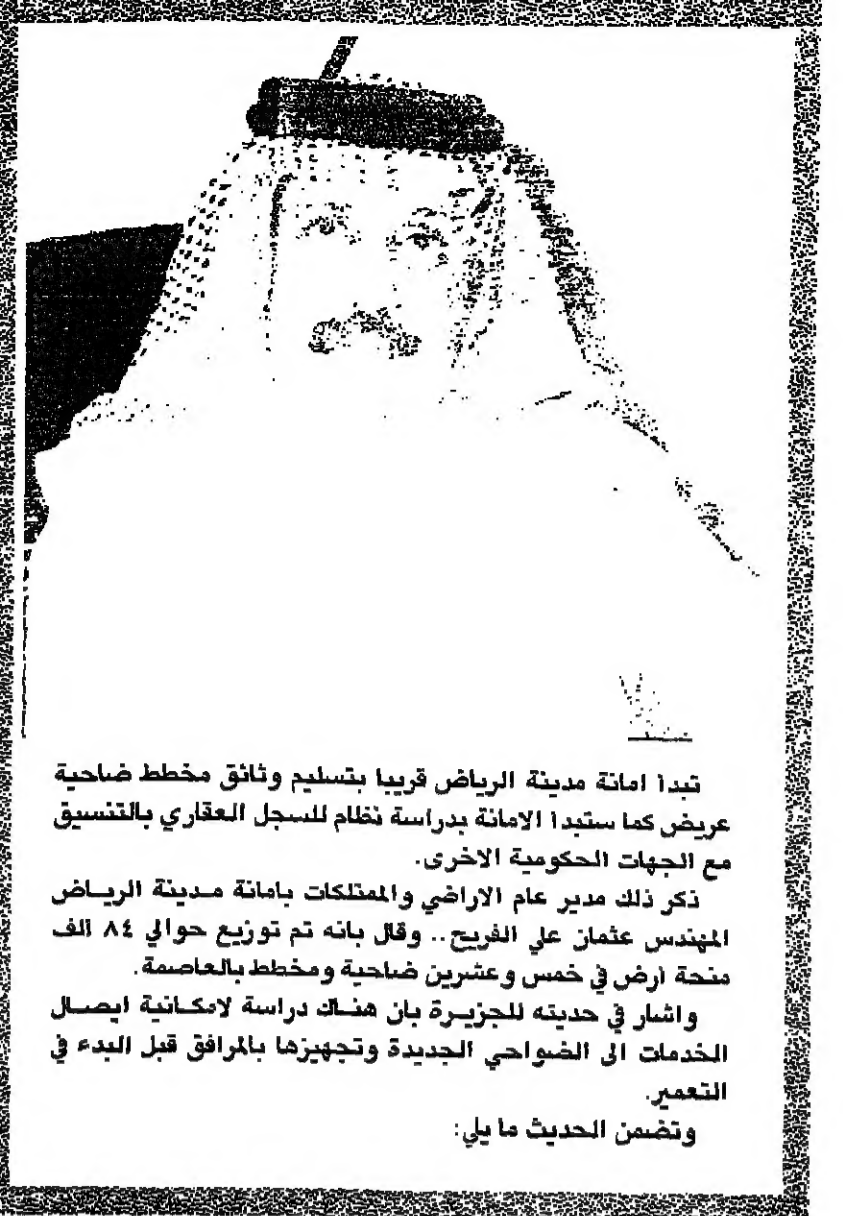 تبدأ امانة مدينة الرياض قريبا بتسليم وثائق مخطط ضاحية
عريض كما ستبدأ الامانة بدراسة نظام للسجل العقاري بالتنسيق
مع الجهات الحكومية الاخرى.
ذكر ذلك مدير عام الاراضي والممتلكات بامانة مدينة الرياض
المهندس عثمان علي الفريح.. وقال بانه تم توزيع حوالي ٨٤ الف
منحة أرض في خمس وعشرين ضاحية ومخطط بالعاصمة.
واشار في حديثه للجزيرة بان هناك دراسة لامكانية ايصال
الخدمات الى الضواحي الجديدة وتجهيزها بالمرافق قبل البدء في
التعمير.
وتضمن الحديث ما يلي: